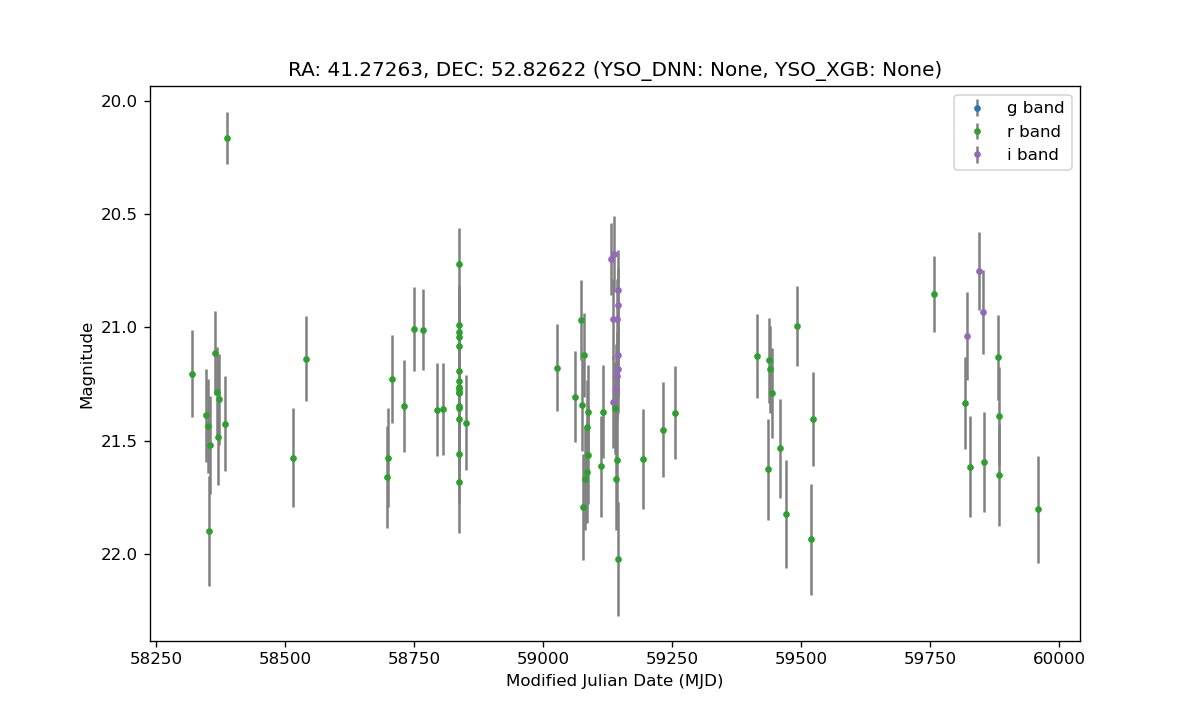 RA: 41.27263, DEC: 52.82622 (YSO_DNN: None, YSO_XGB: None)
g band
r band
i band
20.0
20.5
21.0
21.5
22.0
Magnitude
58250 58500 58750 59000 59250 59500 59750 60000
Modified Julian Date (MJD)